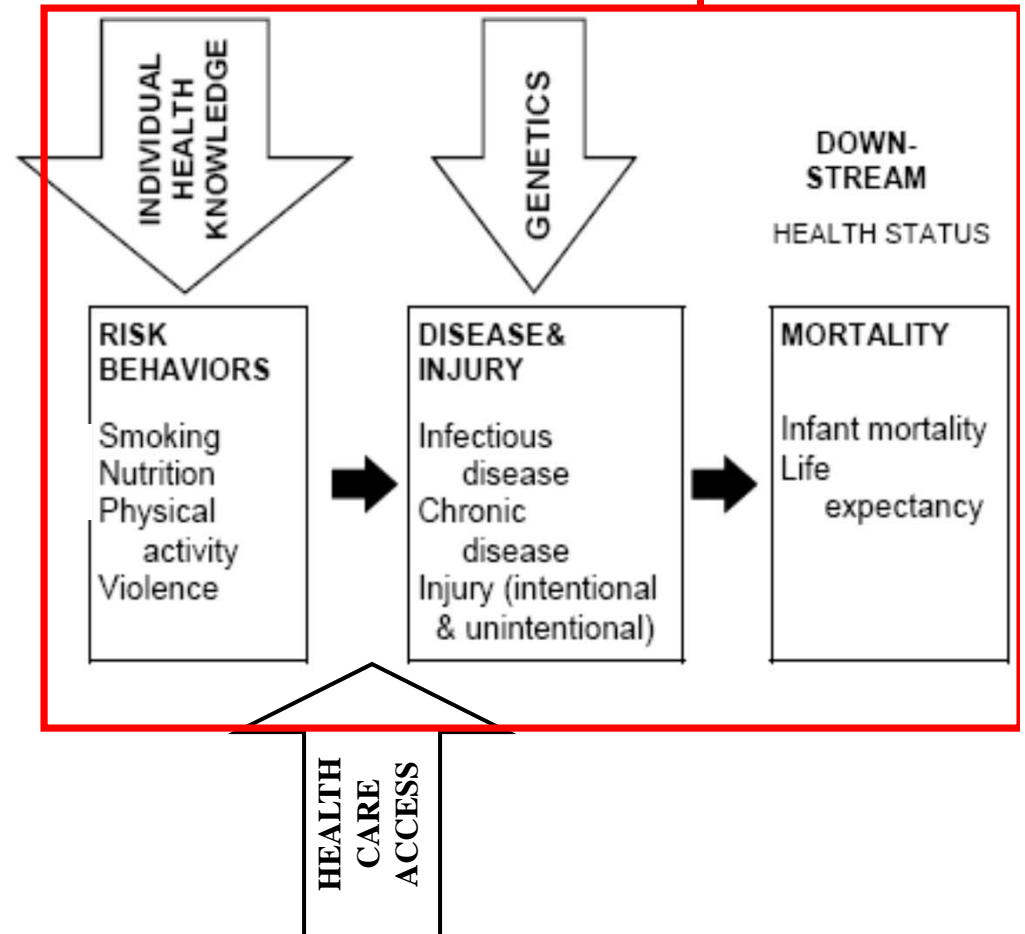 INDIVIDUAL
HEALTH
KNOWLEDGE
GENETICS
DOWN-
STREAM
HEALTH STATUS
RISK
BEHAVIORS
Smoking
Nutrition
Physical
activity
Violence
DISEASE&
INJURY
Infectious
disease
Chronic
disease
Injury (intentional
& unintentional)
MORTALITY
Infant mortality
Life
expectancy
HEALTH
CARE
ACCESS